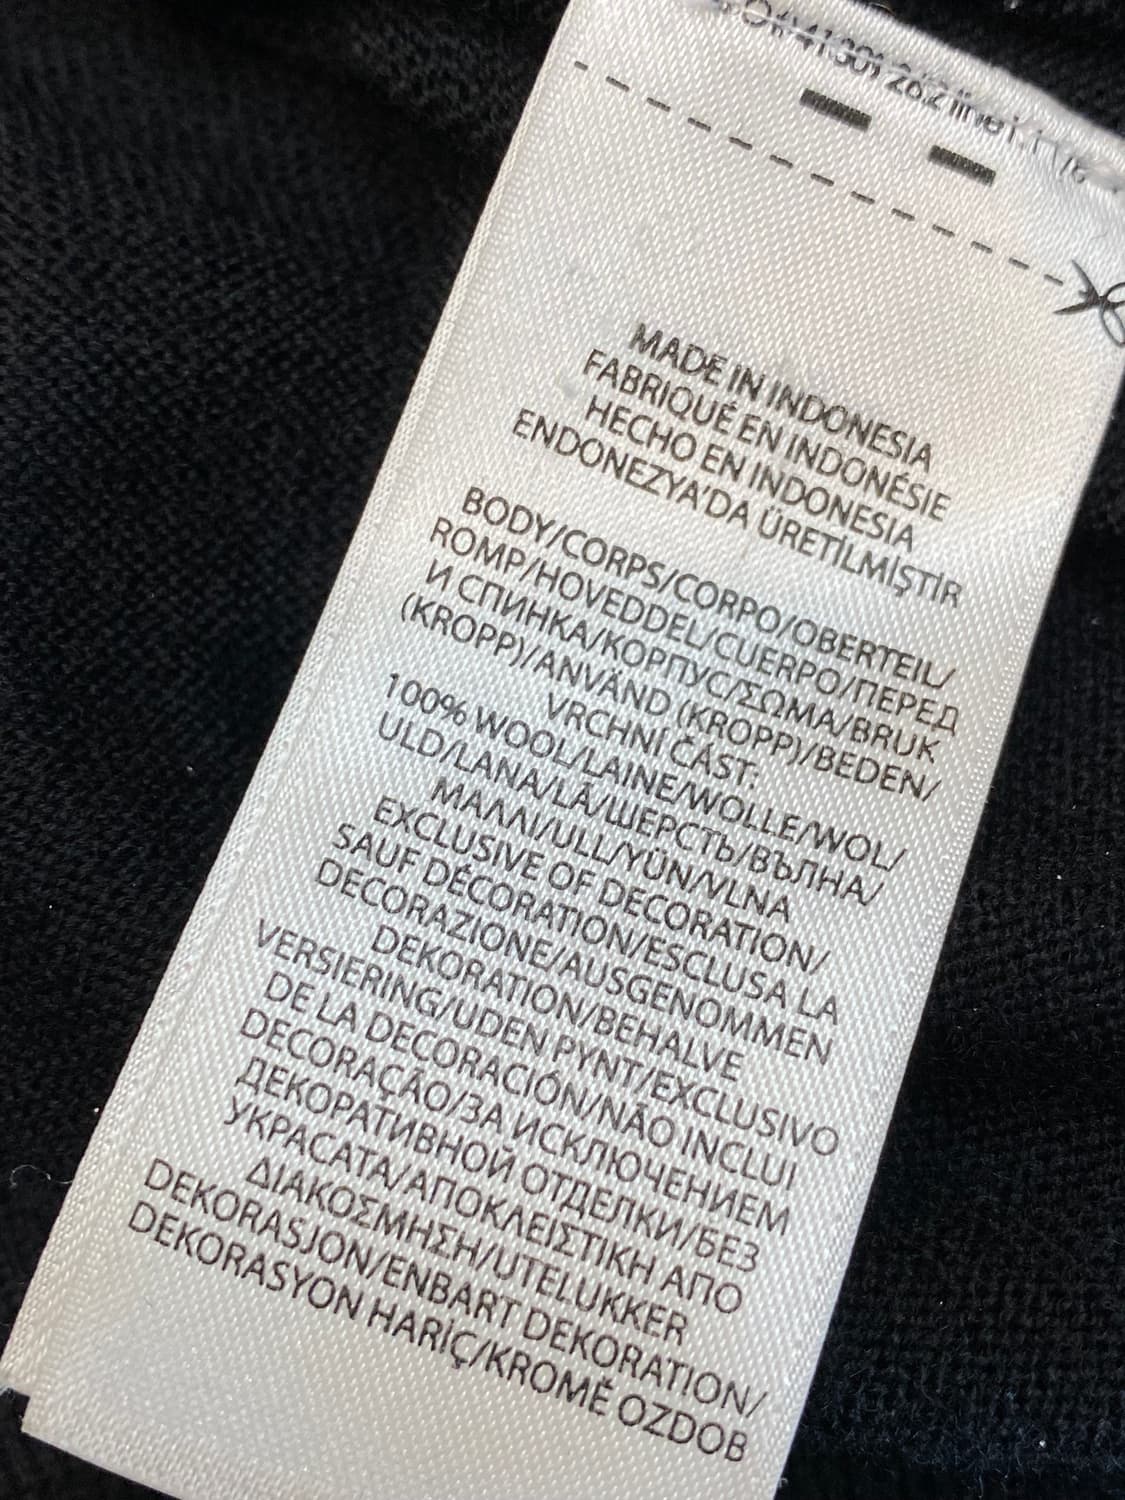 MADE IN INDONESIA
FABRIQUÉ EN INDONÉSIE
HECHO EN INDONESIA
ENDONEZYA'DA ÜRETİLMİŞTİR
BODY/CORPS/CORPO/OBERTEIL/
ROMP/HOVEDDEL/CUERPO/ПЕРЕД
И СПИНКА/КОРПУС/ΣΩΜΑ/BRUK
(KROPP)/ANVÄND (KROPP)/BEDEN/
VRCHNÍ ČÁST:
100% WOOL/LAINE/WOLLE/WOL/
ULD/LANA/LÃ/ШЕРСТЬ/ВЪЛНА/
ΜΑΛΛΙ/ULL/YÜN/VLNA
EXCLUSIVE OF DECORATION/
SAUF DÉCORATION/ESCLUSA LA
DECORAZIONE/AUSGENOMMEN
DEKORATION/BEHALVE
VERSIERING/UDEN PYNT/EXCLUSIVO
DE LA DECORACIÓN/NÃO INCLUI
DECORAÇÃO/ЗА ИСКЛЮЧЕНИЕМ
ДЕКОРАТИВНОЙ ОТДЕЛКИ/БЕЗ
УКРАСАТА/ΑΠΟΚΛΕΙΣΤΙΚΗ ΑΠΟ
ΔΙΑΚΟΣΜΗΣΗ/UTELUKKER
DEKORASJON/ENBART DEKORATION/
DEKORASYON HARİÇ/KROMĚ OZDOB